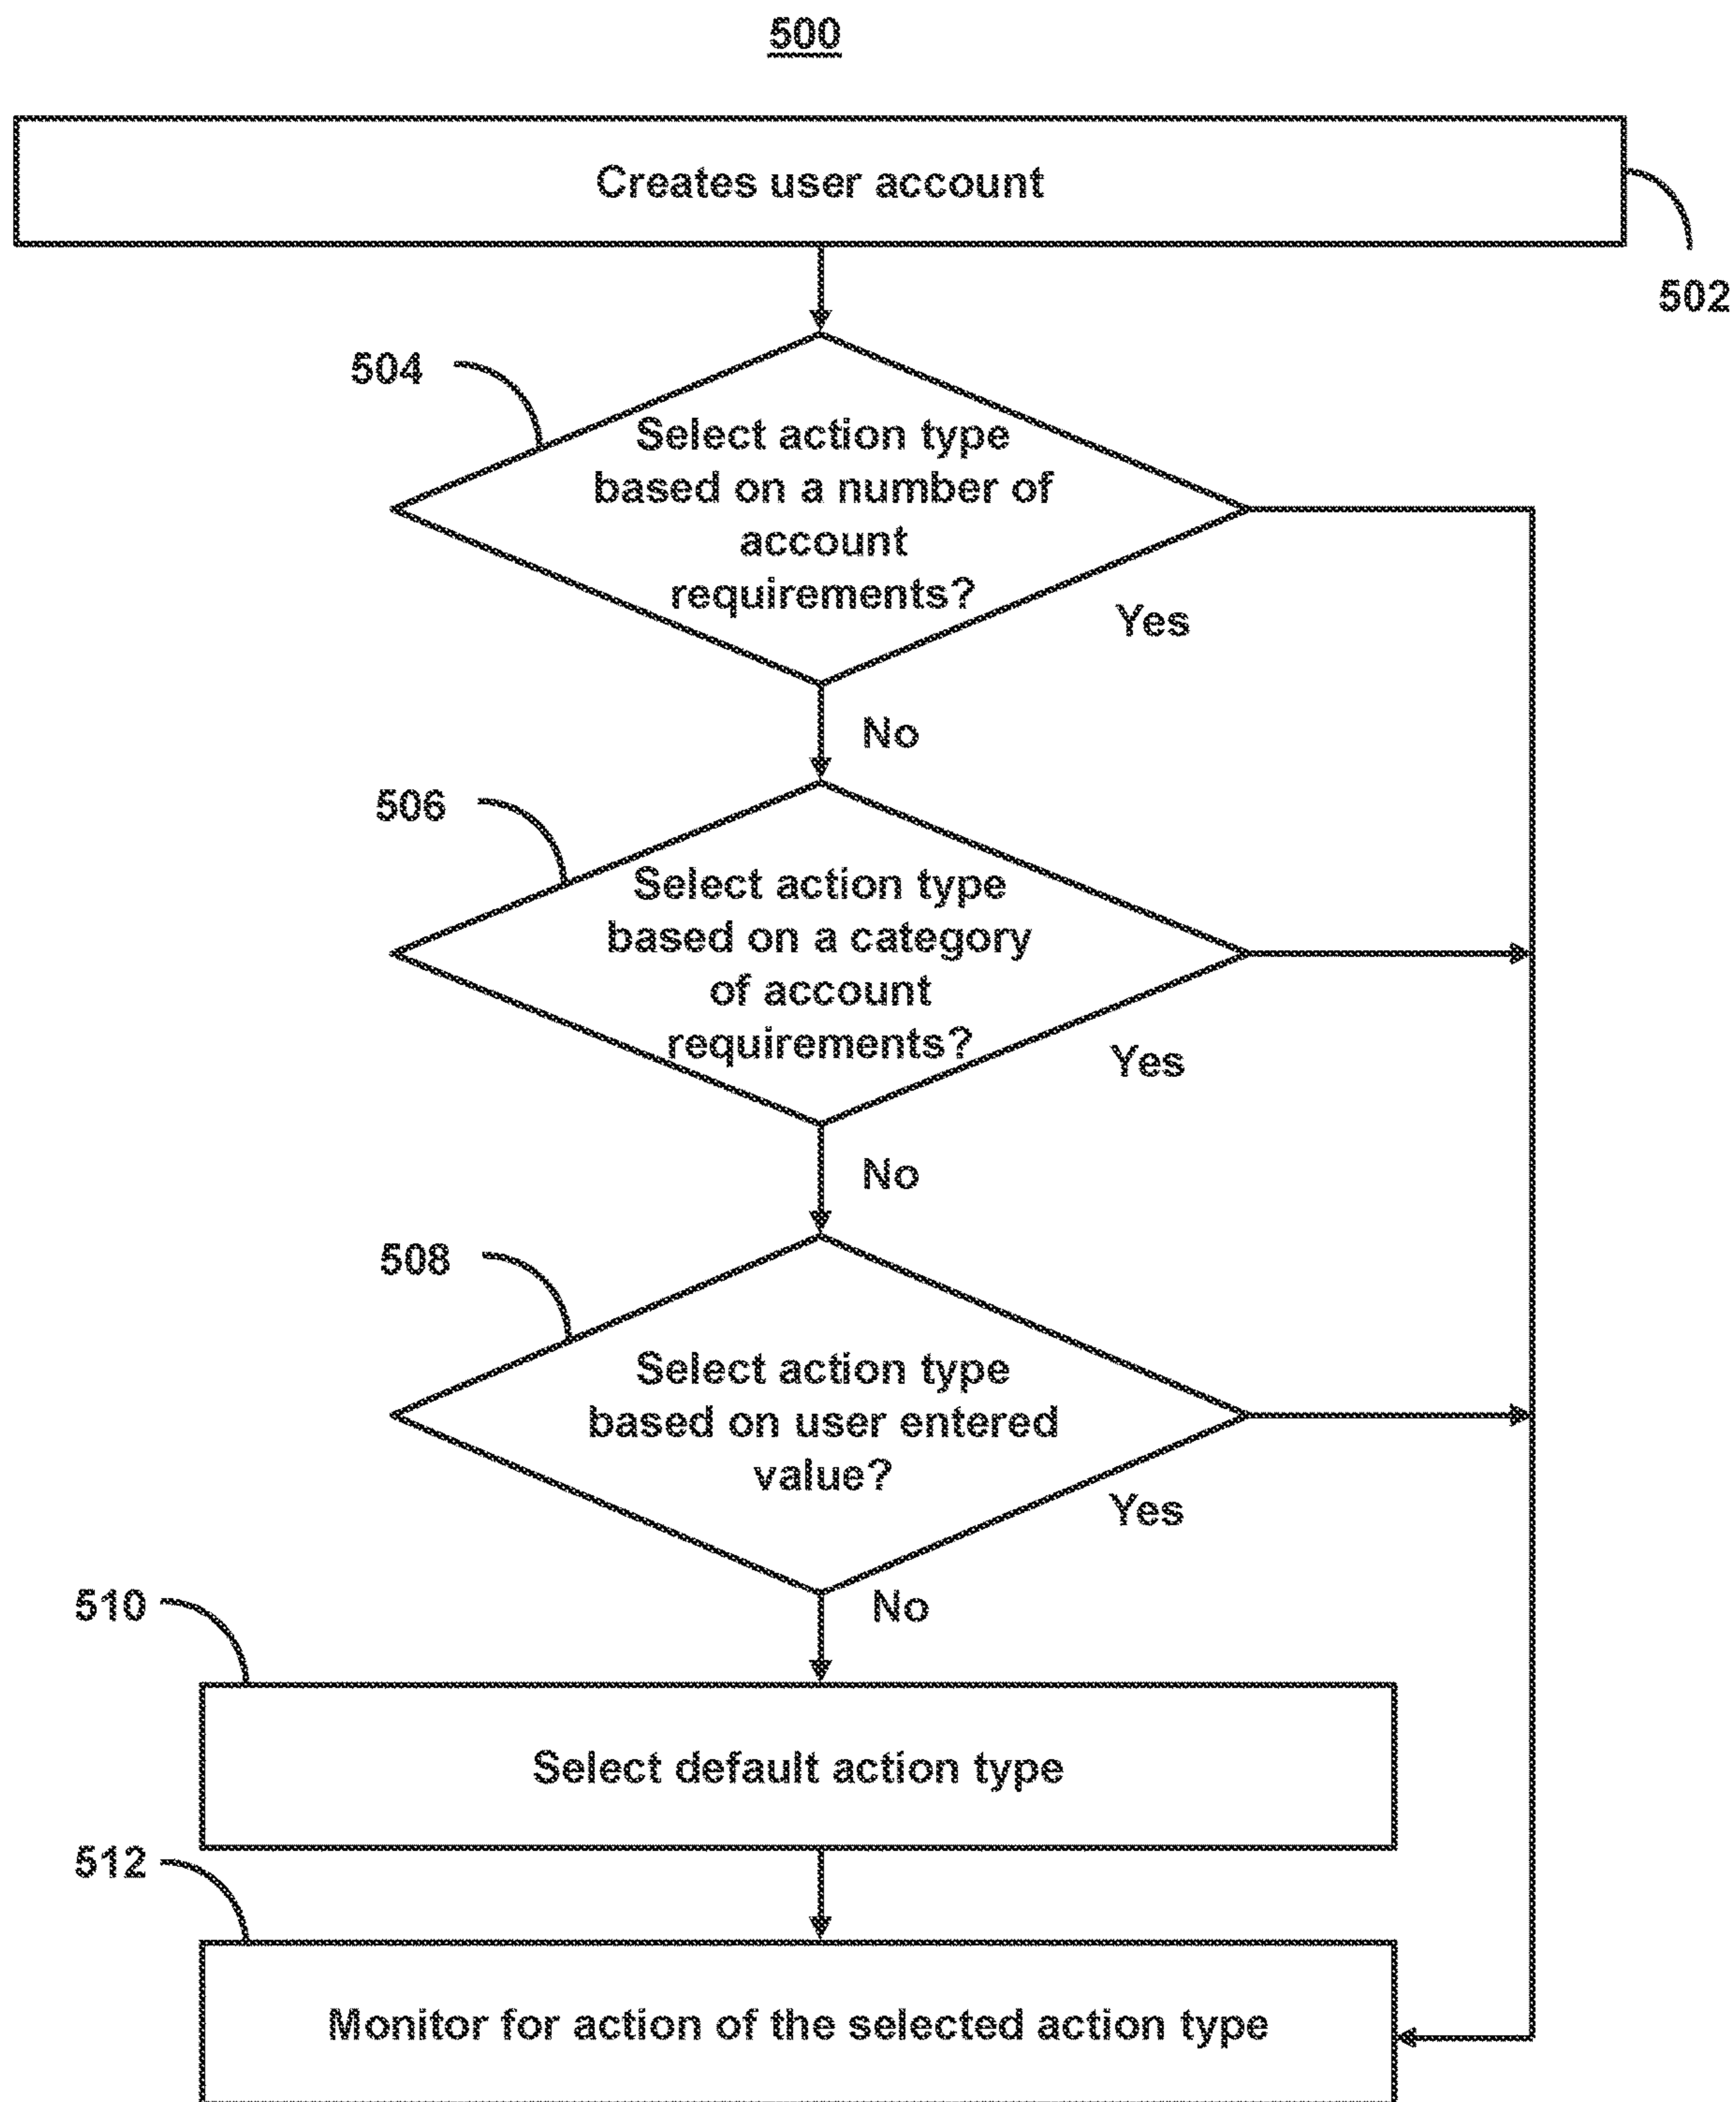 500
Creates user account
502
504
Select action type
based on a number of
account
requirements?
Yes
No
506
Select action type
based on a category
of account
requirements?
Yes
No
508
Select action type
based on user entered
value?
Yes
No
510
Select default action type
512
Monitor for action of the selected action type